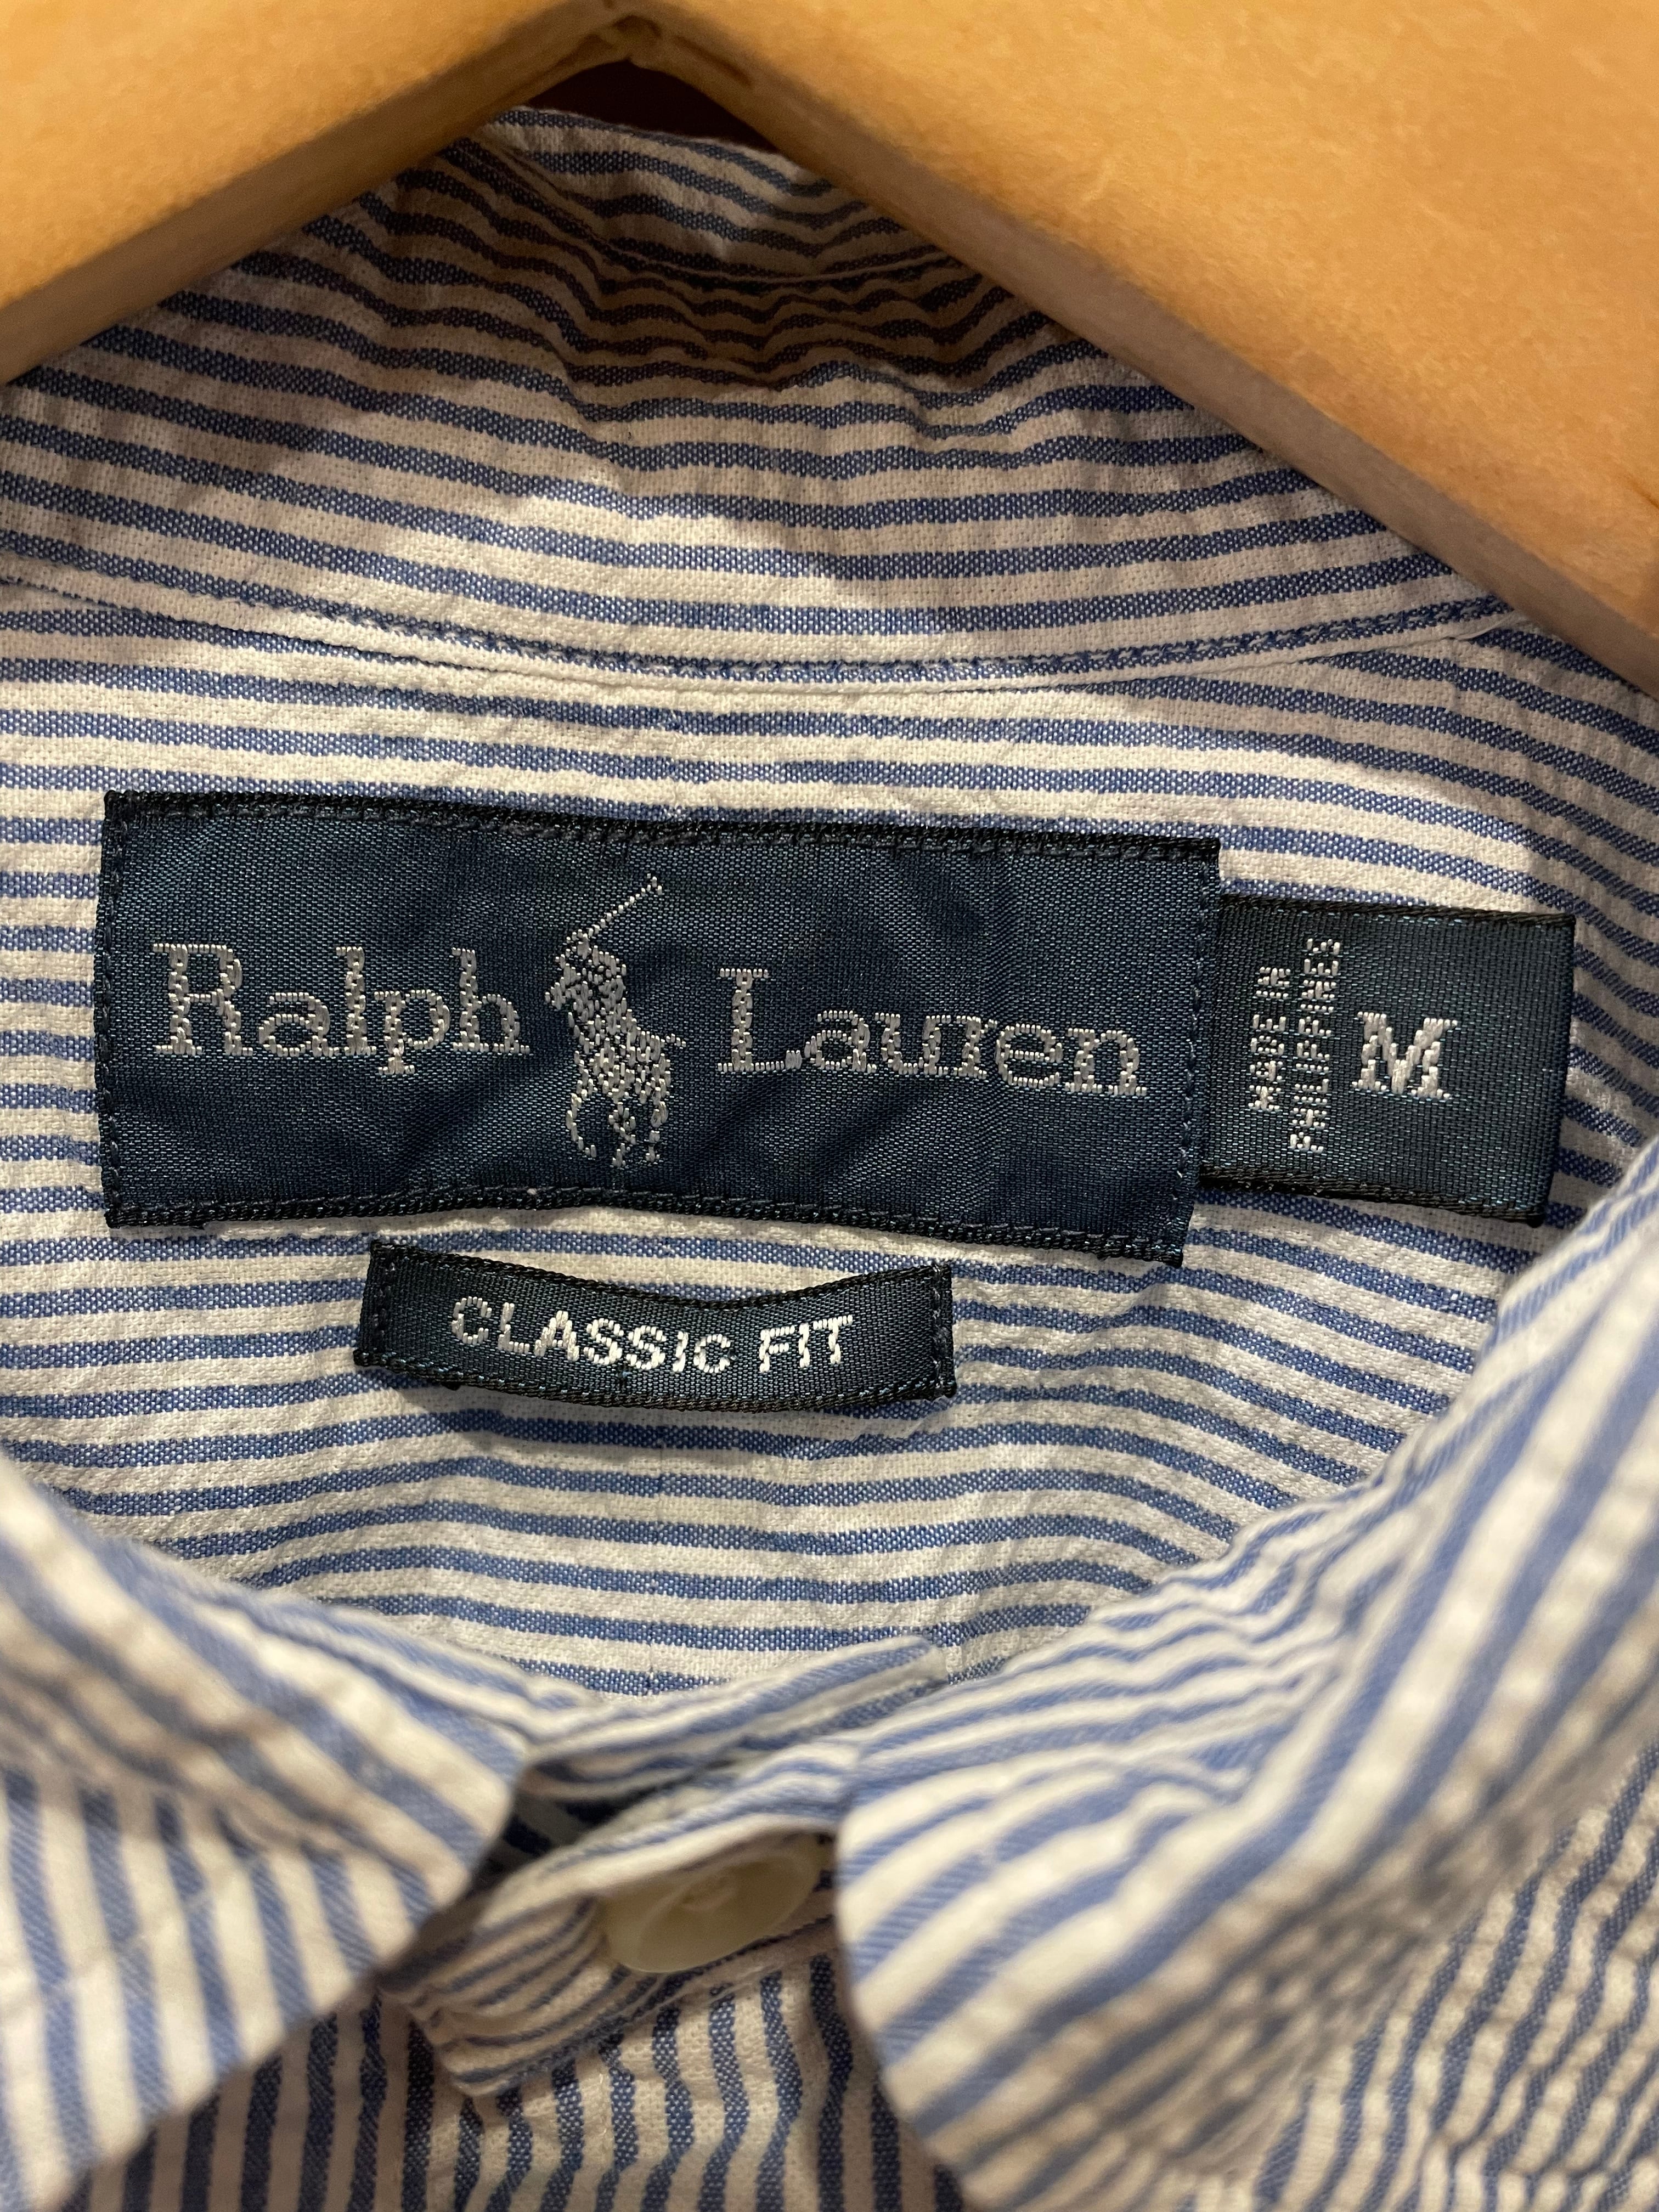 Ralph Lauren
MADE IN
PHILIPPINES
M
CLASSIC FIT